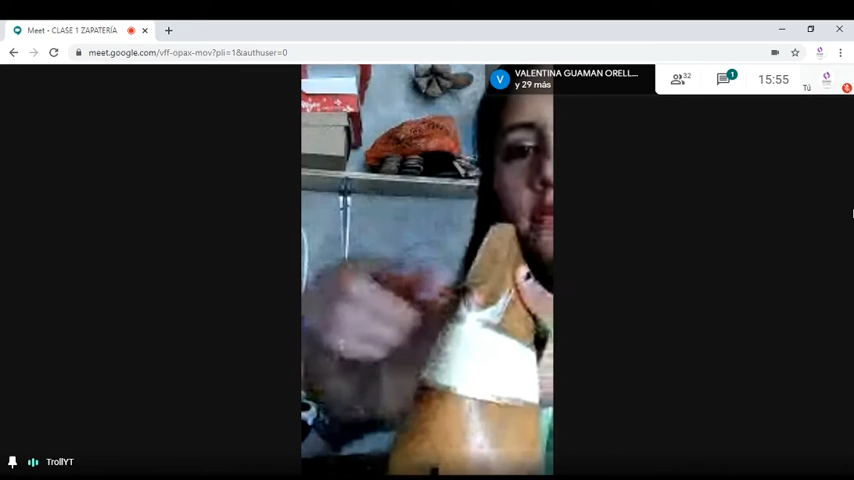 Meet - CLASE 1 ZAPATERÍA
meet.google.com/vff-opax-mov?pli=1&authuser=0
V
VALENTINA GUAMAN ORELL...
y 29 más
32
1
15:55
Tú
TrollYT